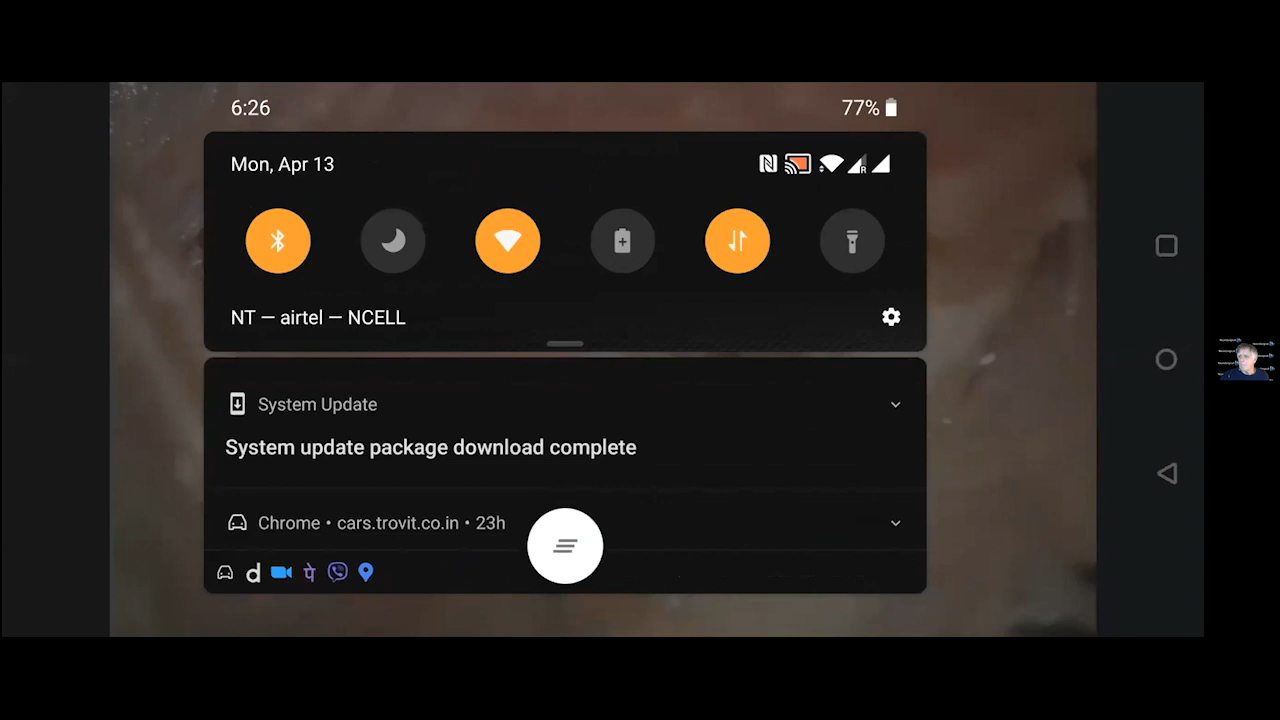 6:26
77%
Mon, Apr 13
R
NT — airtel — NCELL
System Update
System update package download complete
Chrome • cars.trovit.co.in • 23h
d पे